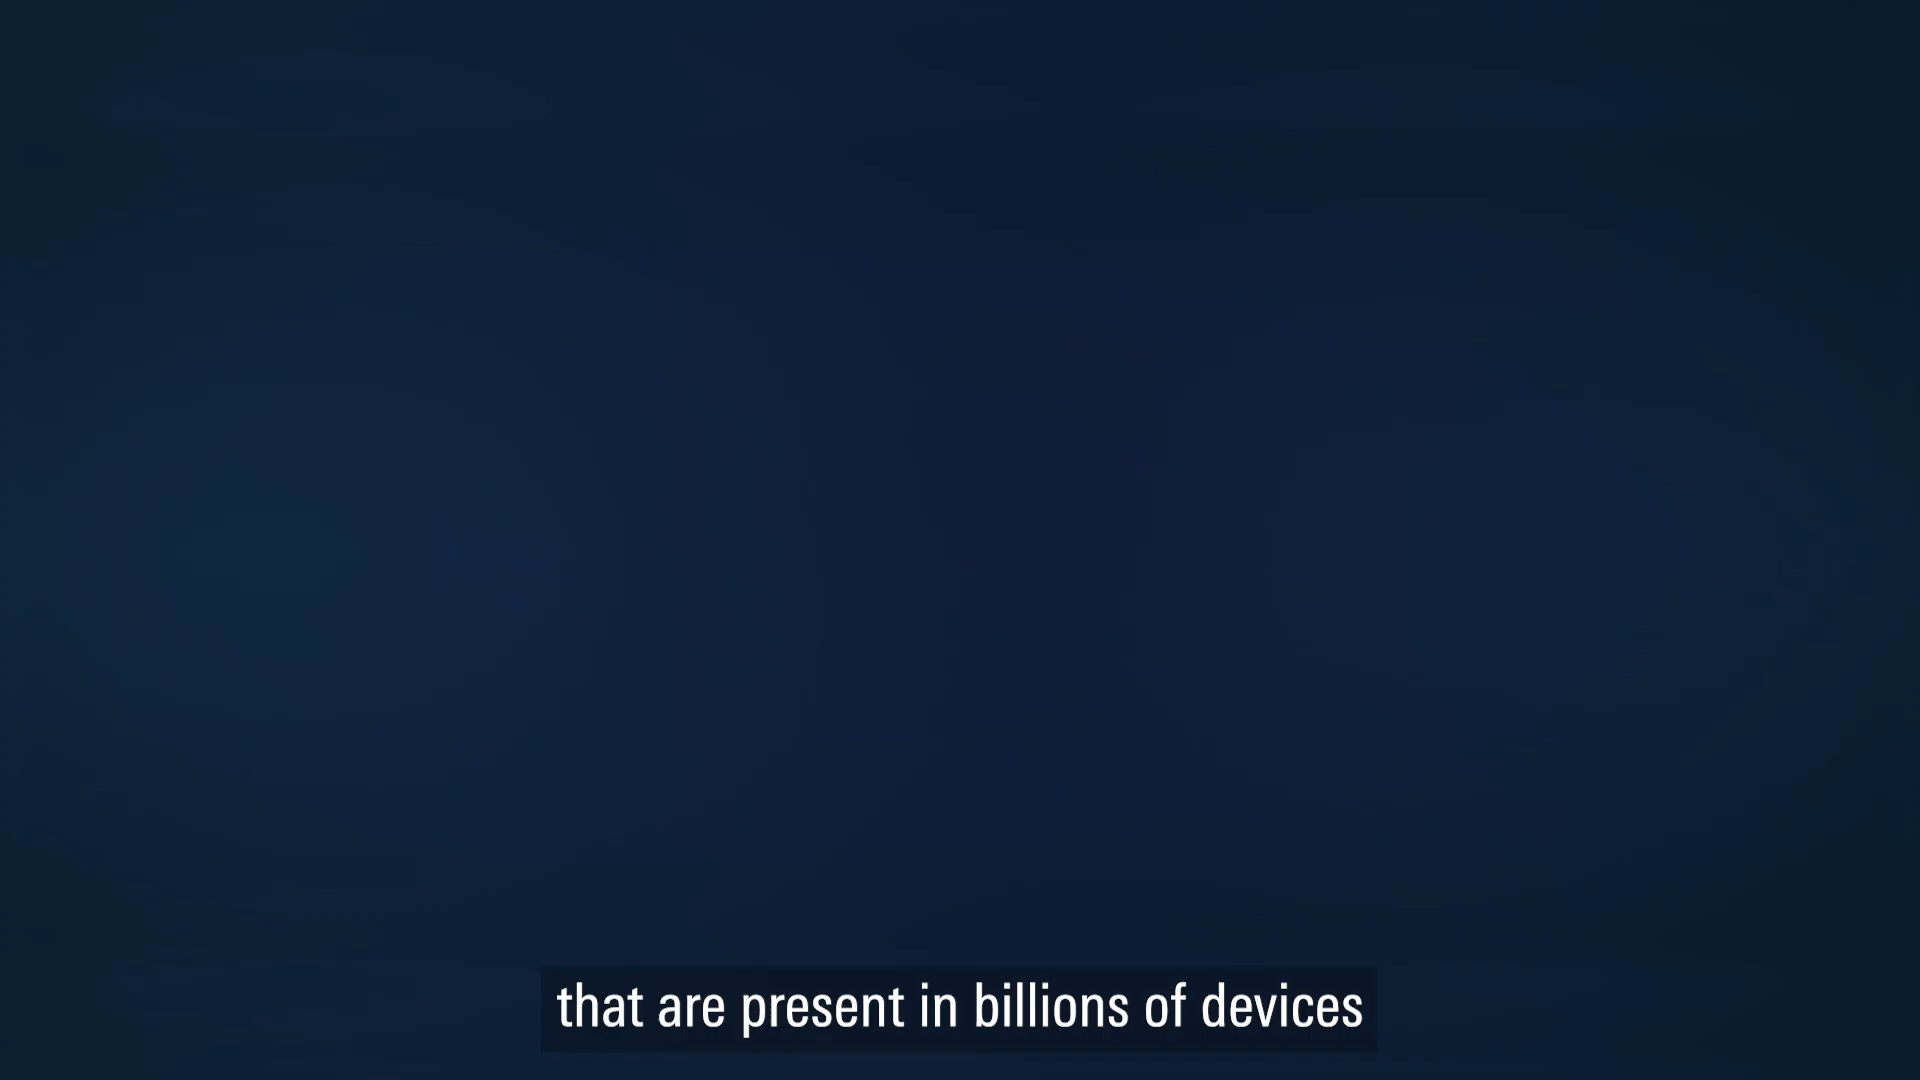 that are present in billions of devices